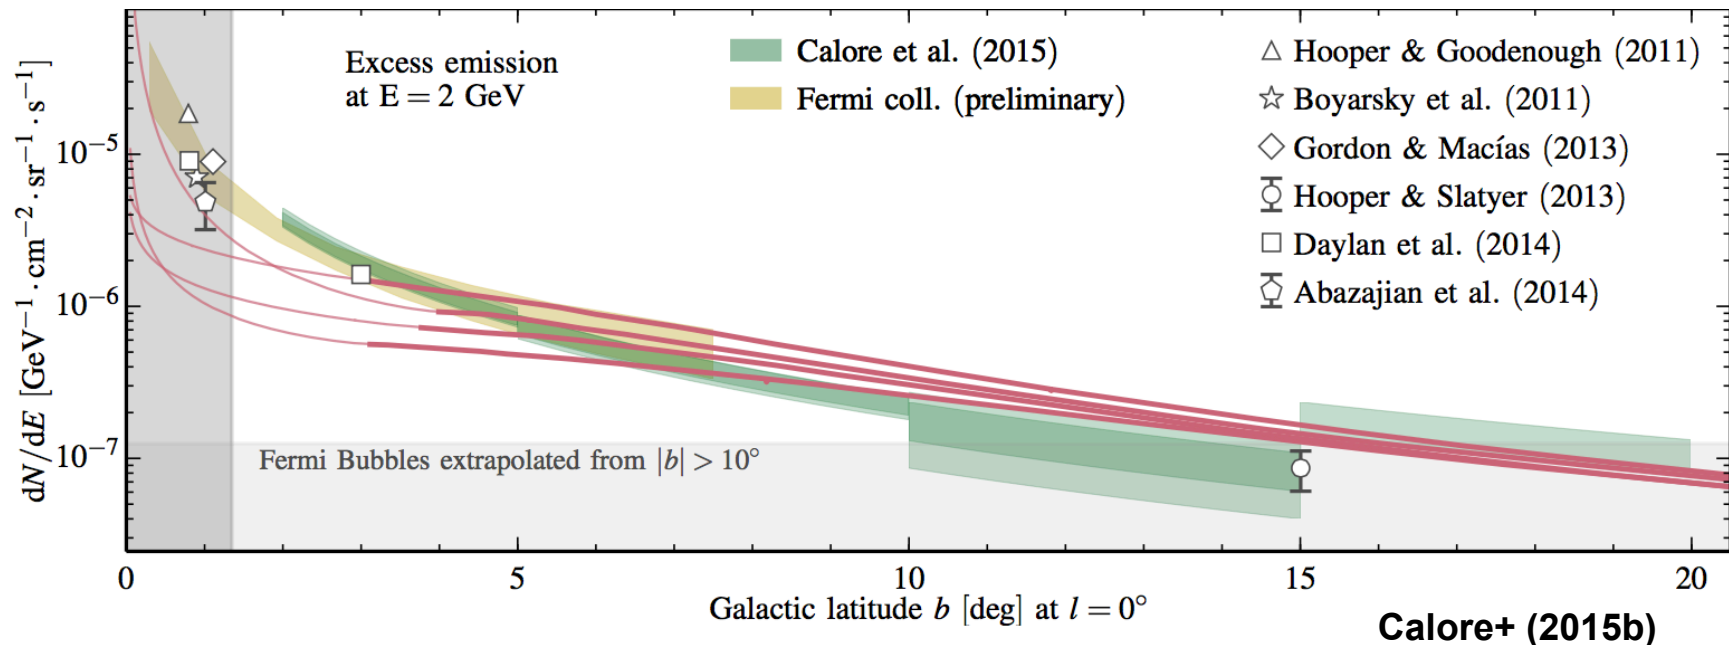 Excess emission
at E = 2 GeV
Calore et al. (2015)
Fermi coll. (preliminary)
Hooper & Goodenough (2011)
Boyarsky et al. (2011)
Gordon & Macías (2013)
Hooper & Slatyer (2013)
Daylan et al. (2014)
Abazajian et al. (2014)
dN/dE [GeV⁻¹·cm⁻²·sr⁻¹·s⁻¹]
10⁻⁵
10⁻⁶
10⁻⁷
Fermi Bubbles extrapolated from |b| > 10°
0 5 10 15 20
Galactic latitude b [deg] at l = 0°
Calore+ (2015b)